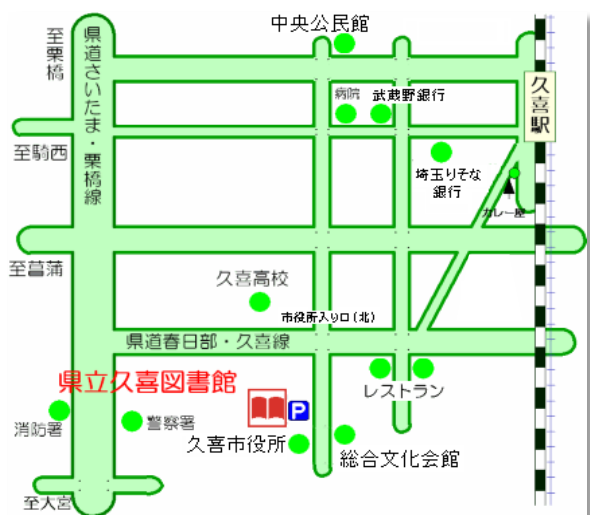 中央公民館
至栗橋
県道さいたま・栗橋線
久喜駅
病院
武蔵野銀行
至騎西
埼玉りそな
銀行
カレー屋
至菖蒲
久喜高校
市役所入り口(北)
県道春日部・久喜線
県立久喜図書館
レストラン
P
消防署
警察署
久喜市役所
総合文化会館
至大宮